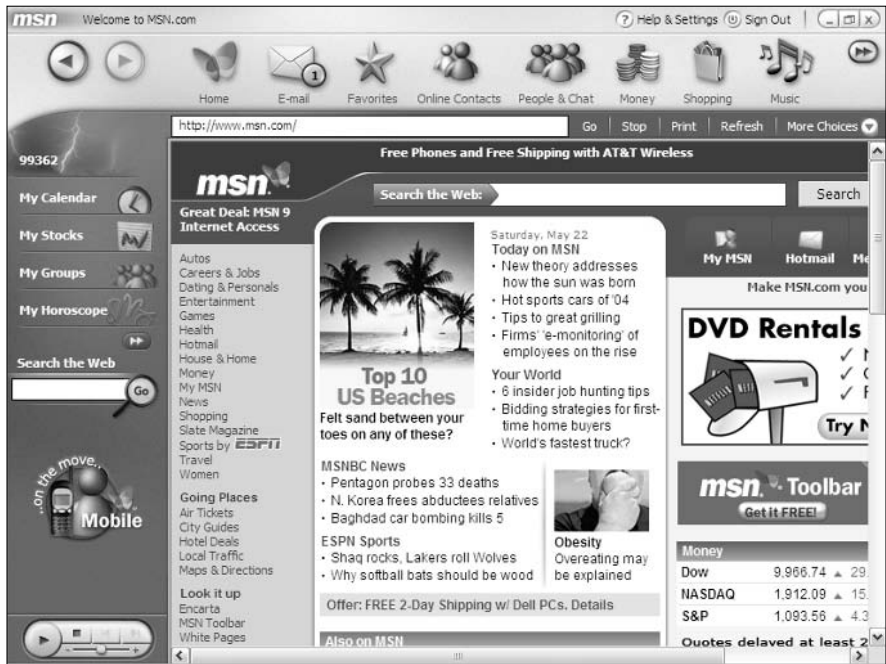 msn Welcome to MSN.com
? Help & Settings Sign Out
1
Home E-mail Favorites Online Contacts People & Chat Money Shopping Music
http://www.msn.com/ Go Stop Print Refresh More Choices
99362
My Calendar
My Stocks
My Groups
My Horoscope
Search the Web
Go
..on the move..
Mobile
Free Phones and Free Shipping with AT&T Wireless
msn
Search the Web: Search
Great Deal: MSN 9
Internet Access
Autos
Careers & Jobs
Dating & Personals
Entertainment
Games
Health
Hotmail
House & Home
Money
My MSN
News
Shopping
Slate Magazine
Sports by ESPN
Travel
Women
Going Places
Air Tickets
City Guides
Hotel Deals
Local Traffic
Maps & Directions
Look it up
Encarta
MSN Toolbar
White Pages
Top 10
US Beaches
Felt sand between your
toes on any of these?
Saturday, May 22
Today on MSN
· New theory addresses
how the sun was born
· Hot sports cars of '04
· Tips to great grilling
· Firms' 'e-monitoring' of
employees on the rise
Your World
· 6 insider job hunting tips
· Bidding strategies for first-
time home buyers
· World's fastest truck?
MSNBC News
· Pentagon probes 33 deaths
· N. Korea frees abductees relatives
· Baghdad car bombing kills 5
ESPN Sports
· Shaq rocks, Lakers roll Wolves
· Why softball bats should be wood
Obesity
Overeating may
be explained
Offer: FREE 2-Day Shipping w/ Dell PCs. Details
Also on MSN
My MSN Hotmail Me
Make MSN.com you
DVD Rentals
Try N
msn Toolbar
Get it FREE!
Money
Dow 9,966.74 ▲ 29.
NASDAQ 1,912.09 ▲ 15.
S&P 1,093.56 ▲ 4.3
Quotes delayed at least 2